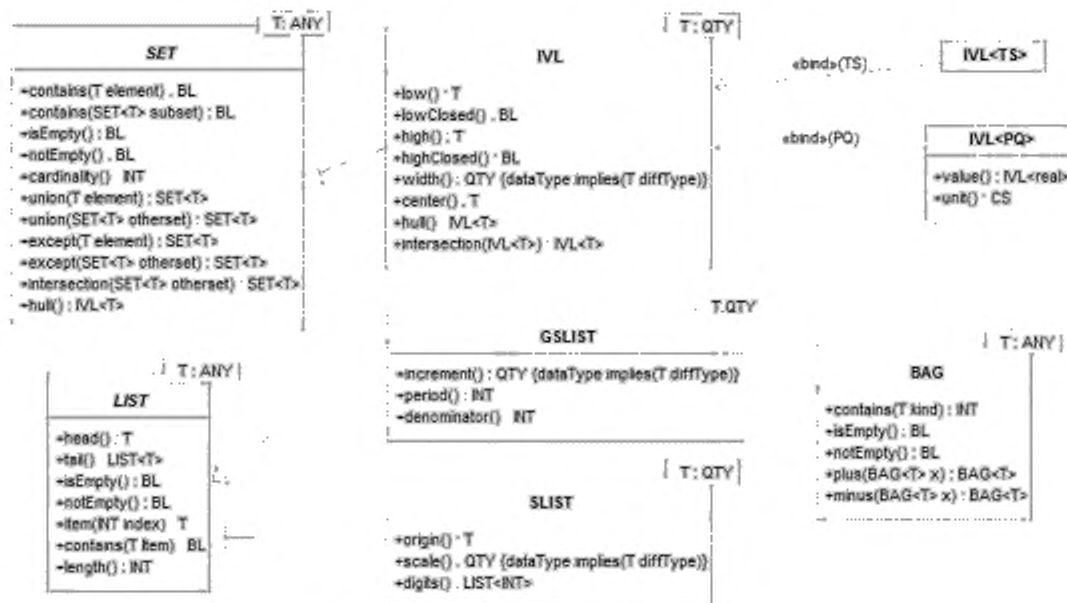 T: ANY
SET
+contains(T element) . BL
+contains(SET<T> subset) : BL
+isEmpty() : BL
+notEmpty() . BL
+cardinality() INT
+union(T element) : SET<T>
+union(SET<T> otherset) : SET<T>
+except(T element) : SET<T>
+except(SET<T> otherset) : SET<T>
+intersection(SET<T> otherset) : SET<T>
+hull() : IVL<T>
T : QTY
IVL
+low() : T
+lowClosed() . BL
+high() : T
+highClosed() : BL
+width() : QTY {dataType.implies(T.diffType)}
+center() . T
+hull() IVL<T>
+intersection(IVL<T>) : IVL<T>
«bind»(TS)
IVL<TS>
«bind»(PQ)
IVL<PQ>
+value() : IVL<real>
+unit() : CS
T.QTY
GSLIST
+increment() : QTY {dataType.implies(T.diffType)}
+period() : INT
+denominator() INT
T : ANY
LIST
+head() : T
+tail() LIST<T>
+isEmpty() : BL
+notEmpty() : BL
+item(INT index) T
+contains(T item) BL
+length() : INT
T : QTY
SLIST
+origin() : T
+scale() . QTY {dataType.implies(T.diffType)}
+digits() . LIST<INT>
T : ANY
BAG
+contains(T kind) : INT
+isEmpty() : BL
+notEmpty() : BL
+plus(BAG<T> x) : BAG<T>
+minus(BAG<T> x) : BAG<T>